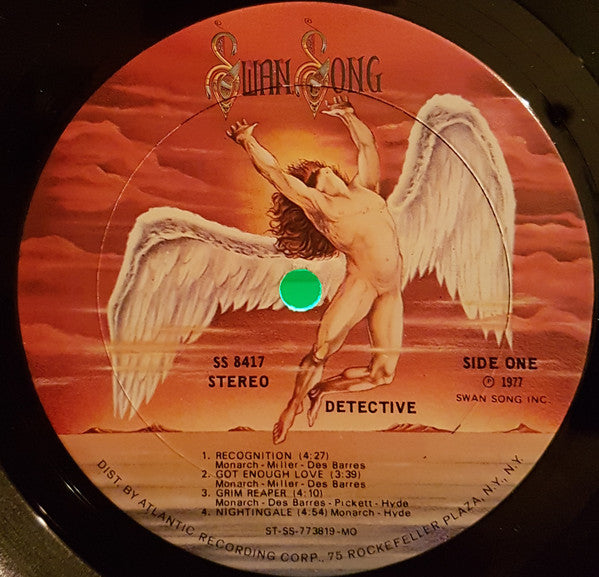 SWAN SONG
SS 8417
STEREO
SIDE ONE
℗ 1977
SWAN SONG INC.
DETECTIVE
1. RECOGNITION (4:27)
Monarch - Miller - Des Barres
2. GOT ENOUGH LOVE (3:39)
Monarch - Miller - Des Barres
3. GRIM REAPER (4:10)
Monarch - Des Barres - Pickett - Hyde
4. NIGHTINGALE (4:54) Monarch - Hyde
ST-SS-773819-MO
DIST. BY ATLANTIC RECORDING CORP., 75 ROCKEFELLER PLAZA, N.Y., N.Y.